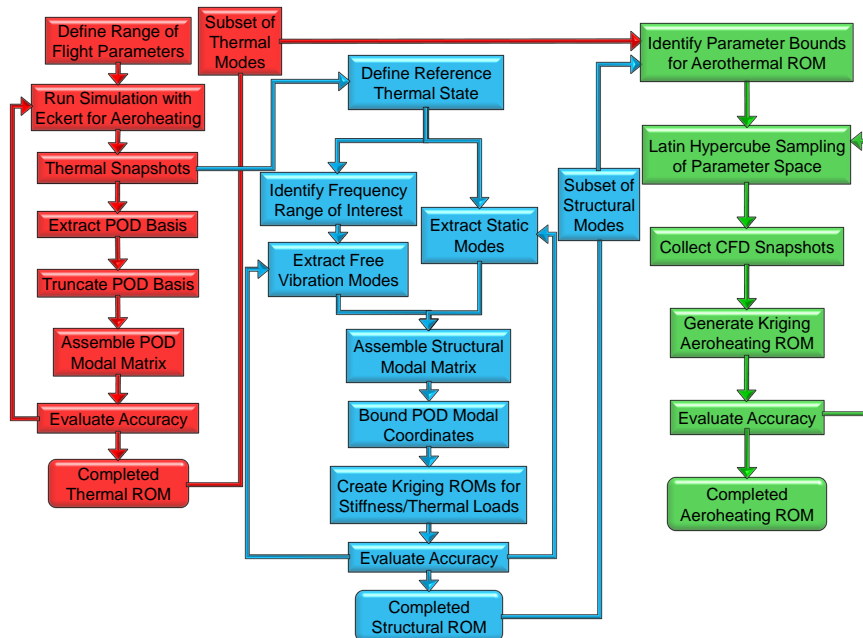 Define Range of
Flight Parameters
Run Simulation with
Eckert for Aeroheating
Thermal Snapshots
Extract POD Basis
Truncate POD Basis
Assemble POD
Modal Matrix
Evaluate Accuracy
Completed
Thermal ROM
Subset of
Thermal
Modes
Define Reference
Thermal State
Identify Frequency
Range of Interest
Extract Free
Vibration Modes
Extract Static
Modes
Assemble Structural
Modal Matrix
Bound POD Modal
Coordinates
Create Kriging ROMs for
Stiffness/Thermal Loads
Evaluate Accuracy
Completed
Structural ROM
Subset of
Structural
Modes
Identify Parameter Bounds
for Aerothermal ROM
Latin Hypercube Sampling
of Parameter Space
Collect CFD Snapshots
Generate Kriging
Aeroheating ROM
Evaluate Accuracy
Completed
Aeroheating ROM